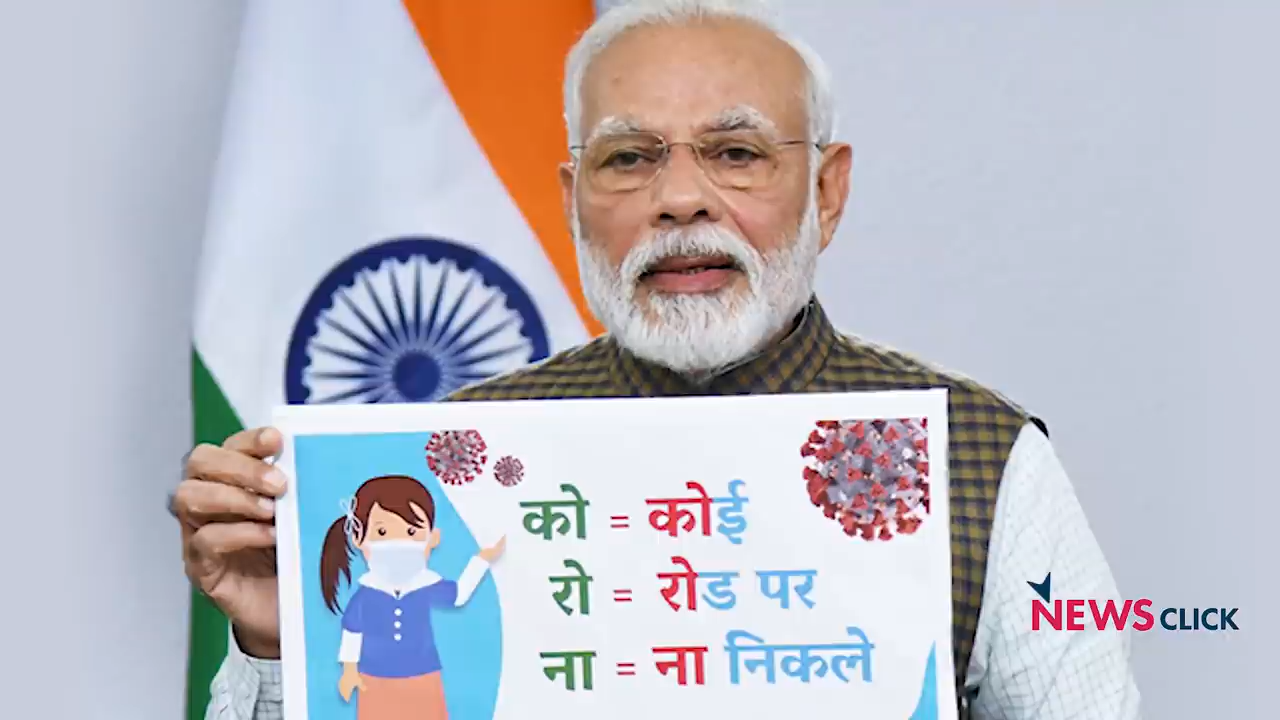 को = कोई
रो = रोड पर
ना = ना निकले
NEWSCLICK